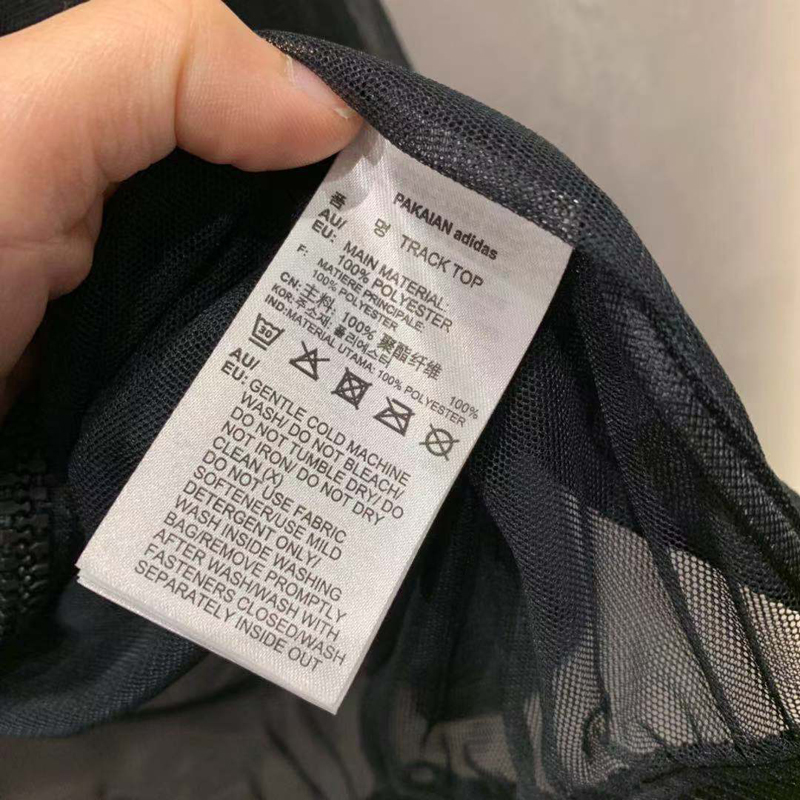 PAKAIAN adidas
품 명 TRACK TOP
AU/
EU: MAIN MATERIAL:
100% POLYESTER
F: MATIERE PRINCIPALE:
100% POLYESTER
CN: 主料: 100% 聚酯纤维
KOR: 주소재: 폴리에스터 100%
IND:MATERIAL UTAMA: 100% POLYESTER
30
AU/
EU: GENTLE COLD MACHINE
WASH/ DO NOT BLEACH/
DO NOT TUMBLE DRY/ DO
NOT IRON/ DO NOT DRY
CLEAN (X)
DO NOT USE FABRIC
SOFTENER/USE MILD
DETERGENT ONLY/
WASH INSIDE WASHING
BAG/REMOVE PROMPTLY
AFTER WASH/WASH WITH
FASTENERS CLOSED/WASH
SEPARATELY INSIDE OUT